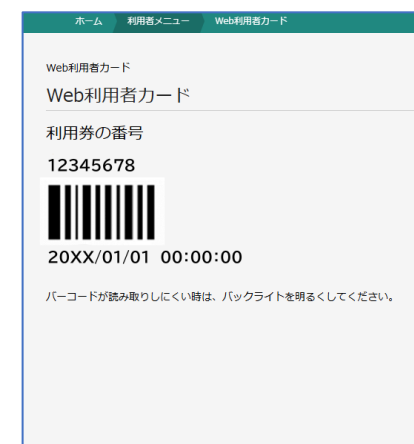 ホーム 利用者メニュー Web利用者カード
Web利用者カード
Web利用者カード
利用券の番号
12345678
20XX/01/01 00:00:00
バーコードが読み取りしにくい時は、バックライトを明るくしてください。